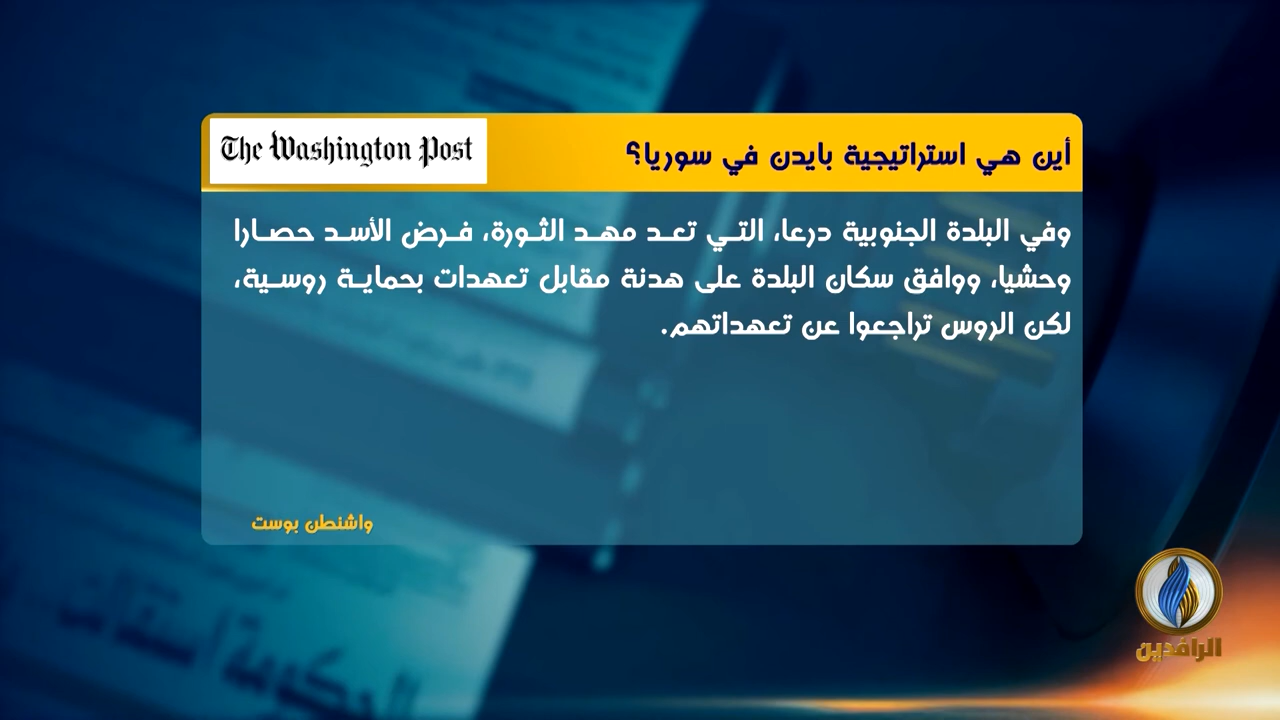 The Washington Post
أين هي استراتيجية بايدن في سوريا؟
وفي البلدة الجنوبية درعا، التي تعد مهد الثورة، فرض الأسد حصارا
وحشيا، ووافق سكان البلدة على هدنة مقابل تعهدات بحماية روسية،
لكن الروس تراجعوا عن تعهداتهم.
واشنطن بوست
الرافدين